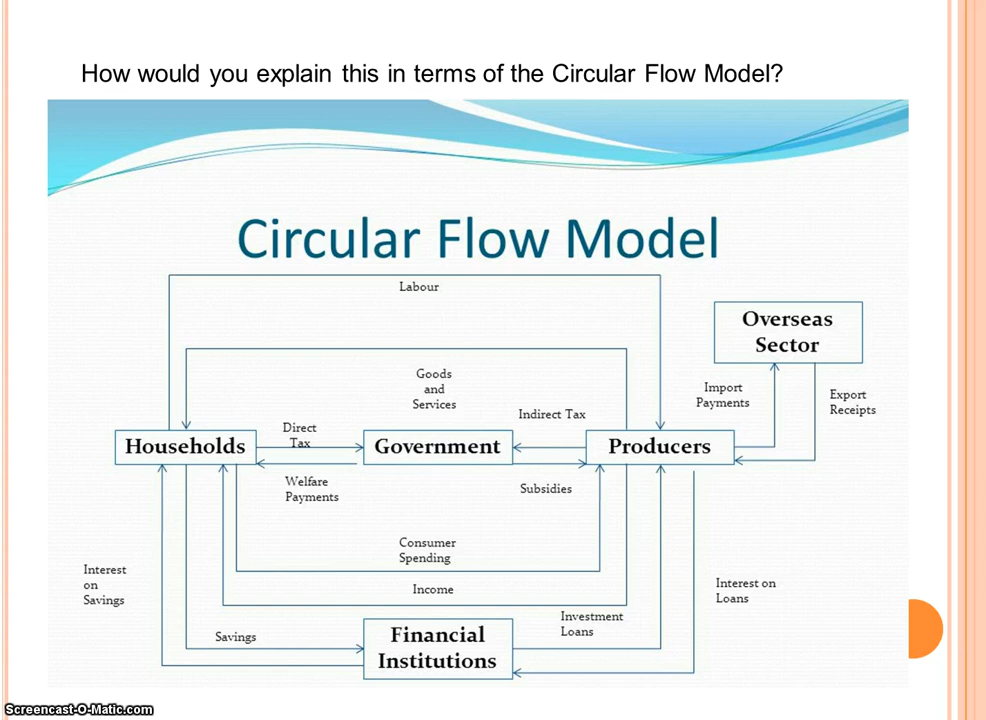 How would you explain this in terms of the Circular Flow Model?
Circular Flow Model
Labour
Overseas
Sector
Goods
and
Services
Import
Payments
Export
Receipts
Indirect Tax
Direct
Tax
Households
Government
Producers
Welfare
Payments
Subsidies
Consumer
Spending
Interest
on
Savings
Income
Interest on
Loans
Investment
Loans
Savings
Financial
Institutions
Screencast-O-Matic.com